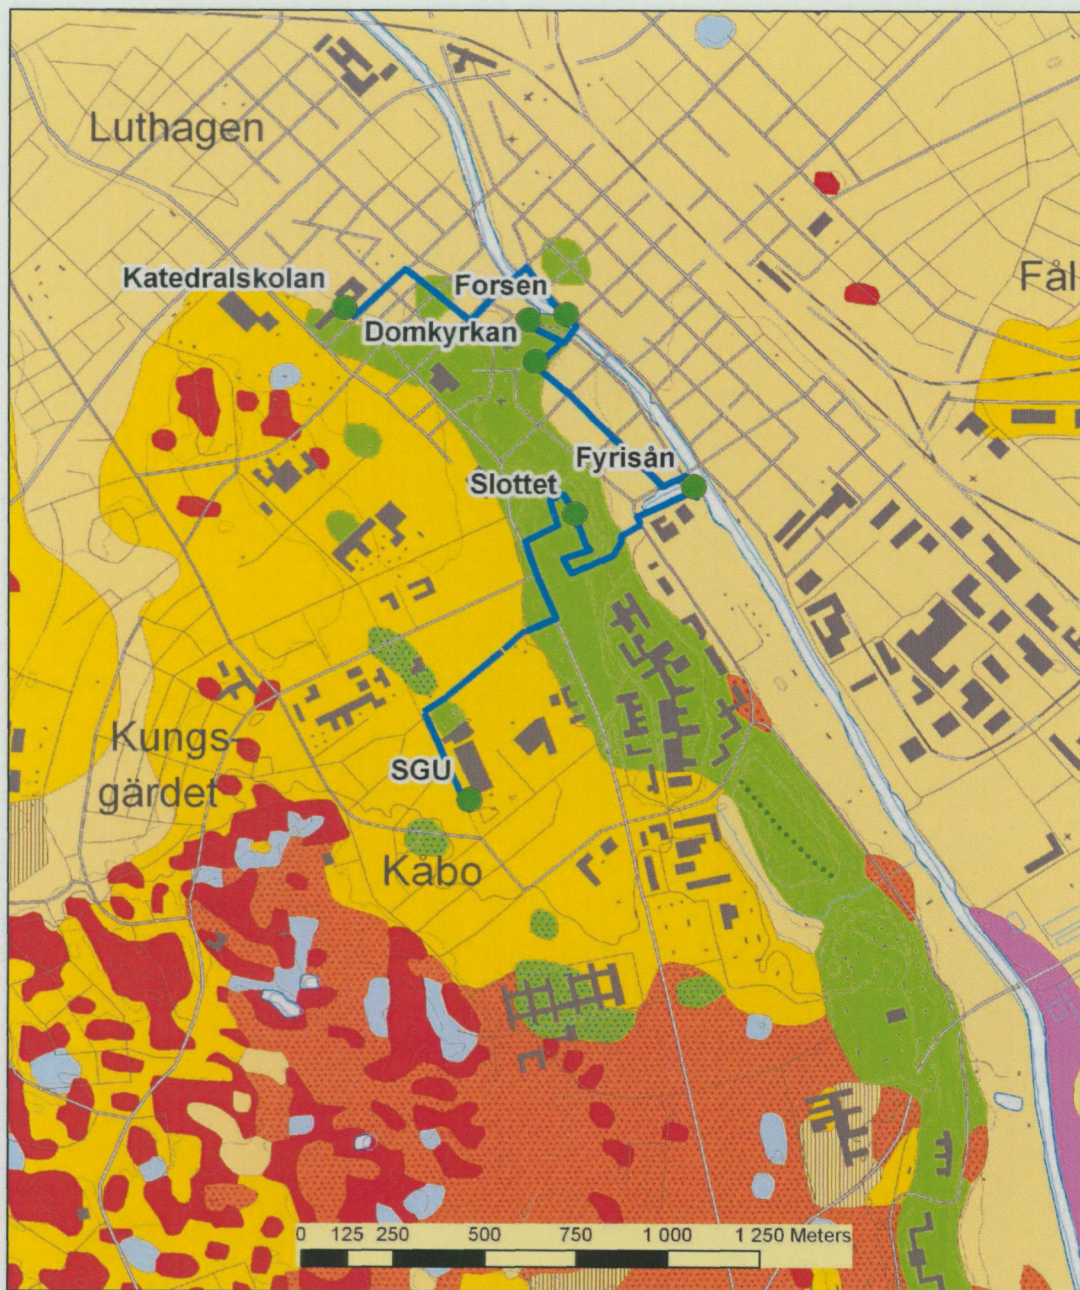 Luthagen
Katedralskolan
Forsen
Fål
Domkyrkan
Fyrisån
Slottet
Kungs-
gärdet
SGU
Kåbo
0 125 250 500 750 1 000 1 250 Meters